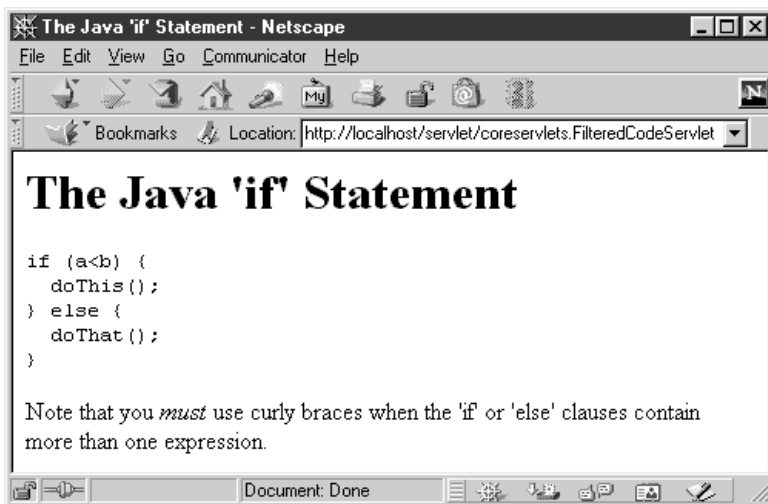 The Java 'if' Statement - Netscape
File Edit View Go Communicator Help
My
N
Bookmarks Location: http://localhost/servlet/coreservlets.FilteredCodeServlet
The Java 'if' Statement
if (a<b) {
  doThis();
} else {
  doThat();
}
Note that you must use curly braces when the 'if' or 'else' clauses contain
more than one expression.
Document: Done